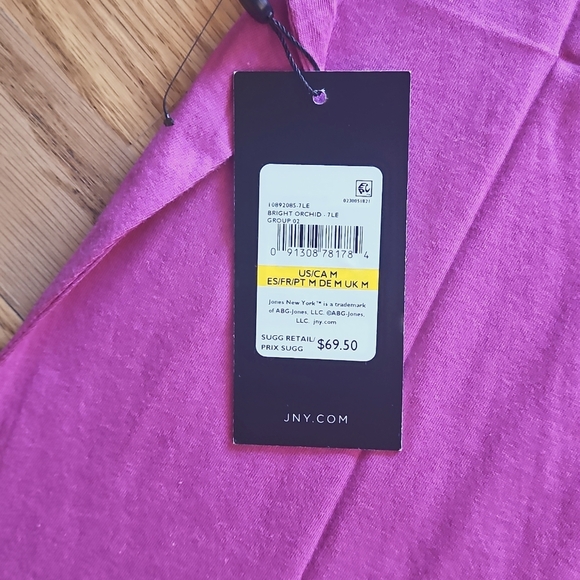 10892085-7LE
BRIGHT ORCHID - 7LE
GROUP 02
0 91308 78178 4
US/CA M
ES/FR/PT M DE M UK M
Jones New York™ is a trademark
of ABG-Jones, LLC. ©ABG-Jones,
LLC. jny.com
SUGG RETAIL/
PRIX SUGG $69.50
JNY.COM